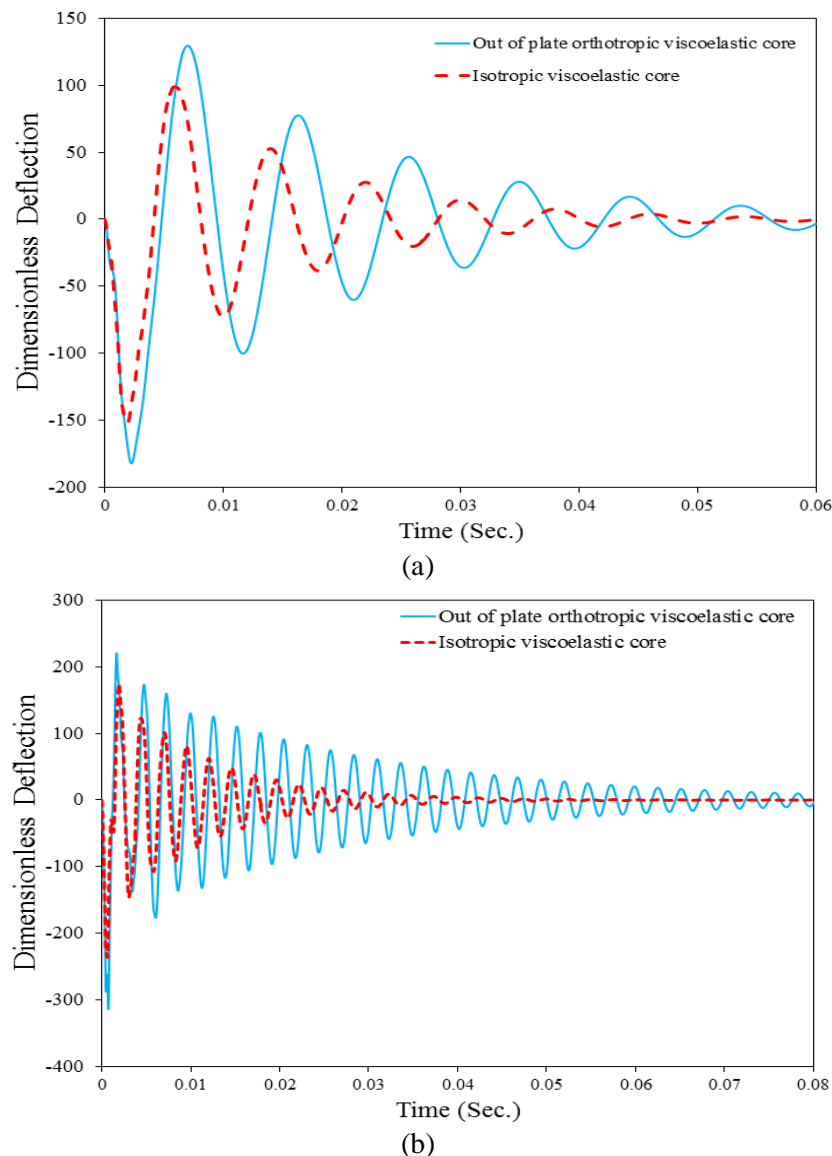 150
100
50
0
-50
-100
-150
-200
Dimensionless Deflection
Out of plate orthotropic viscoelastic core
Isotropic viscoelastic core
0 0.01 0.02 0.03 0.04 0.05 0.06
Time (Sec.)
(a)
300
200
100
0
-100
-200
-300
-400
Dimensionless Deflection
Out of plate orthotropic viscoelastic core
Isotropic viscoelastic core
0 0.01 0.02 0.03 0.04 0.05 0.06 0.07 0.08
Time (Sec.)
(b)